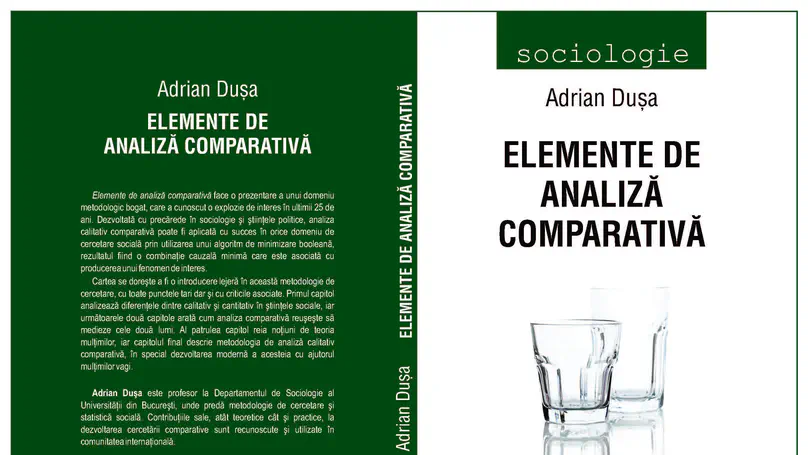 Adrian Dușa
ELEMENTE DE
ANALIZĂ COMPARATIVĂ
Elemente de analiză comparativă face o prezentare a unui domeniu
metodologic bogat, care a cunoscut o explozie de interes în ultimii 25 de
ani. Dezvoltată cu precădere în sociologie și științele politice, analiza
calitativ comparativă poate fi aplicată cu succes în orice domeniu de
cercetare socială prin utilizarea unui algoritm de minimizare booleană,
rezultatul fiind o combinație cauzală minimă care este asociată cu
producerea unui fenomen de interes.
Cartea se dorește a fi o introducere lejeră în această metodologie de
cercetare, cu toate punctele tari dar și cu criticile asociate. Primul capitol
analizează diferențele dintre calitativ și cantitativ în științele sociale, iar
următoarele două capitole arată cum analiza comparativă reușește să
medieze cele două lumi. Al patrulea capitol reia noțiuni de teoria
mulțimilor, iar capitolul final descrie metodologia de analiză calitativ
comparativă, în special dezvoltarea modernă a acesteia cu ajutorul
mulțimilor vagi.
Adrian Dușa este profesor la Departamentul de Sociologie al
Universității din București, unde predă metodologie de cercetare și
statistică socială. Contribuțiile sale, atât teoretice cât și practice, la
dezvoltarea cercetării comparative sunt recunoscute și utilizate în
comunitatea internațională.
Adrian Dușa ELEMENTE DE ANALIZĂ COMPARATIVĂ
sociologie
Adrian Dușa
ELEMENTE DE
ANALIZĂ
COMPARATIVĂ